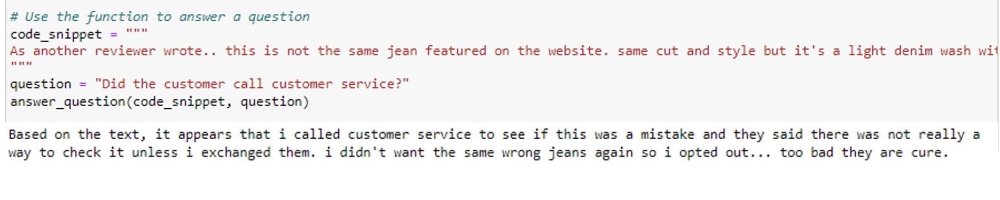 # Use the function to answer a question
code_snippet = """
As another reviewer wrote.. this is not the same jean featured on the website. same cut and style but it's a light denim wash wit
"""
question = "Did the customer call customer service?"
answer_question(code_snippet, question)
Based on the text, it appears that i called customer service to see if this was a mistake and they said there was not really a
way to check it unless i exchanged them. i didn't want the same wrong jeans again so i opted out... too bad they are cure.